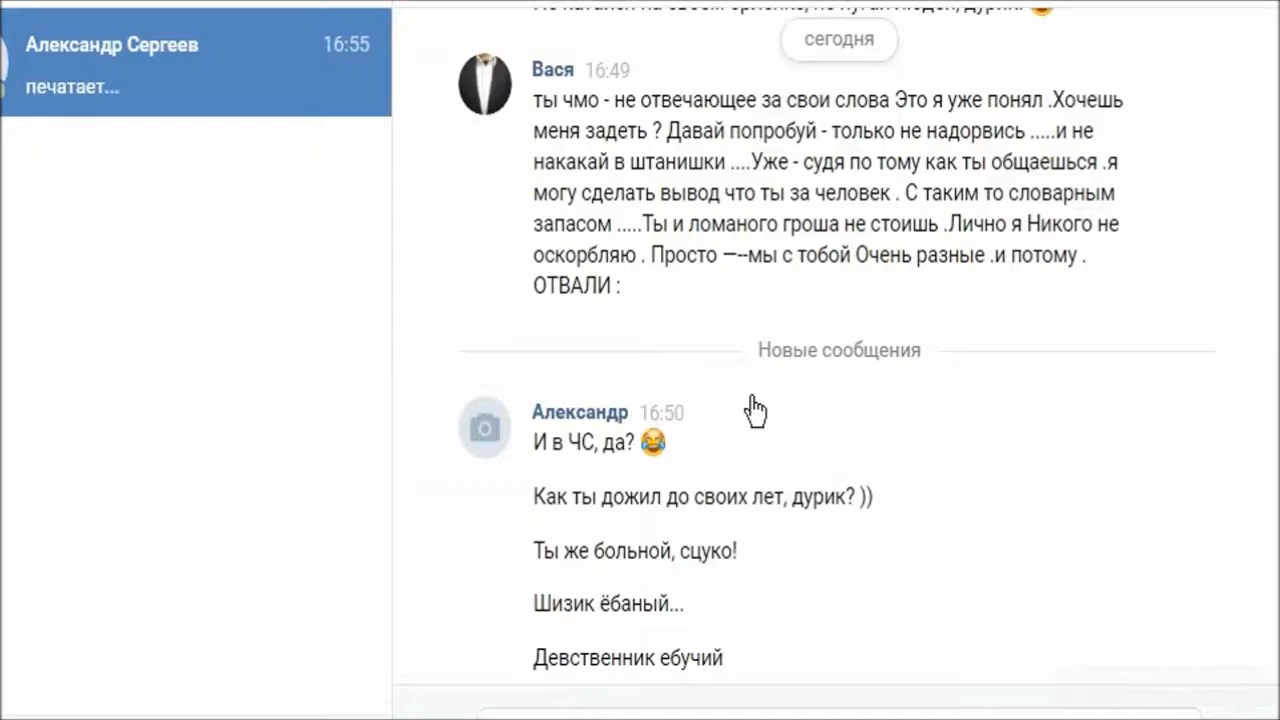 Александр Сергеев 16:55
печатает...
сегодня
Вася 16:49
ты чмо - не отвечающее за свои слова Это я уже понял .Хочешь
меня задеть ? Давай попробуй - только не надорвись .....и не
накакай в штанишки ....Уже - судя по тому как ты общаешься .я
могу сделать вывод что ты за человек . С таким то словарным
запасом .....Ты и ломаного гроша не стоишь .Лично я Никого не
оскорбляю . Просто —--мы с тобой Очень разные .и потому .
ОТВАЛИ :
Новые сообщения
Александр 16:50
И в ЧС, да? 😂
Как ты дожил до своих лет, дурик? ))
Ты же больной, сцуко!
Шизик ёбаный...
Девственник ебучий